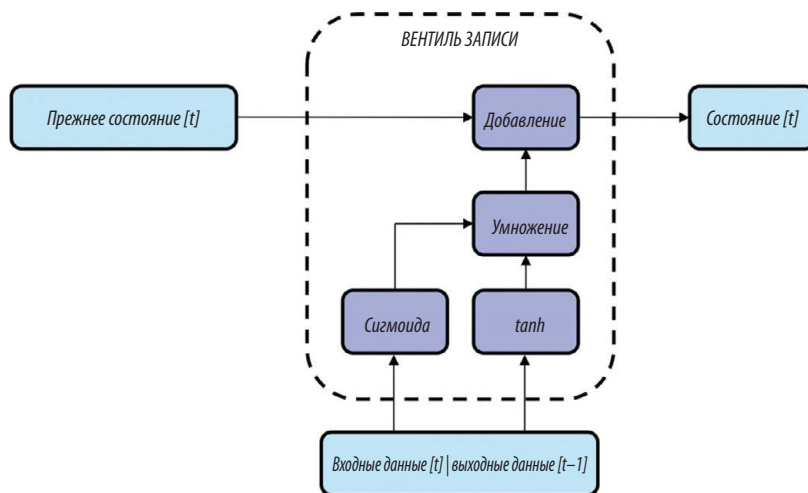 ВЕНТИЛЬ ЗАПИСИ
Прежнее состояние [t]
Добавление
Состояние [t]
Умножение
Сигмоида
tanh
Входные данные [t] | выходные данные [t–1]